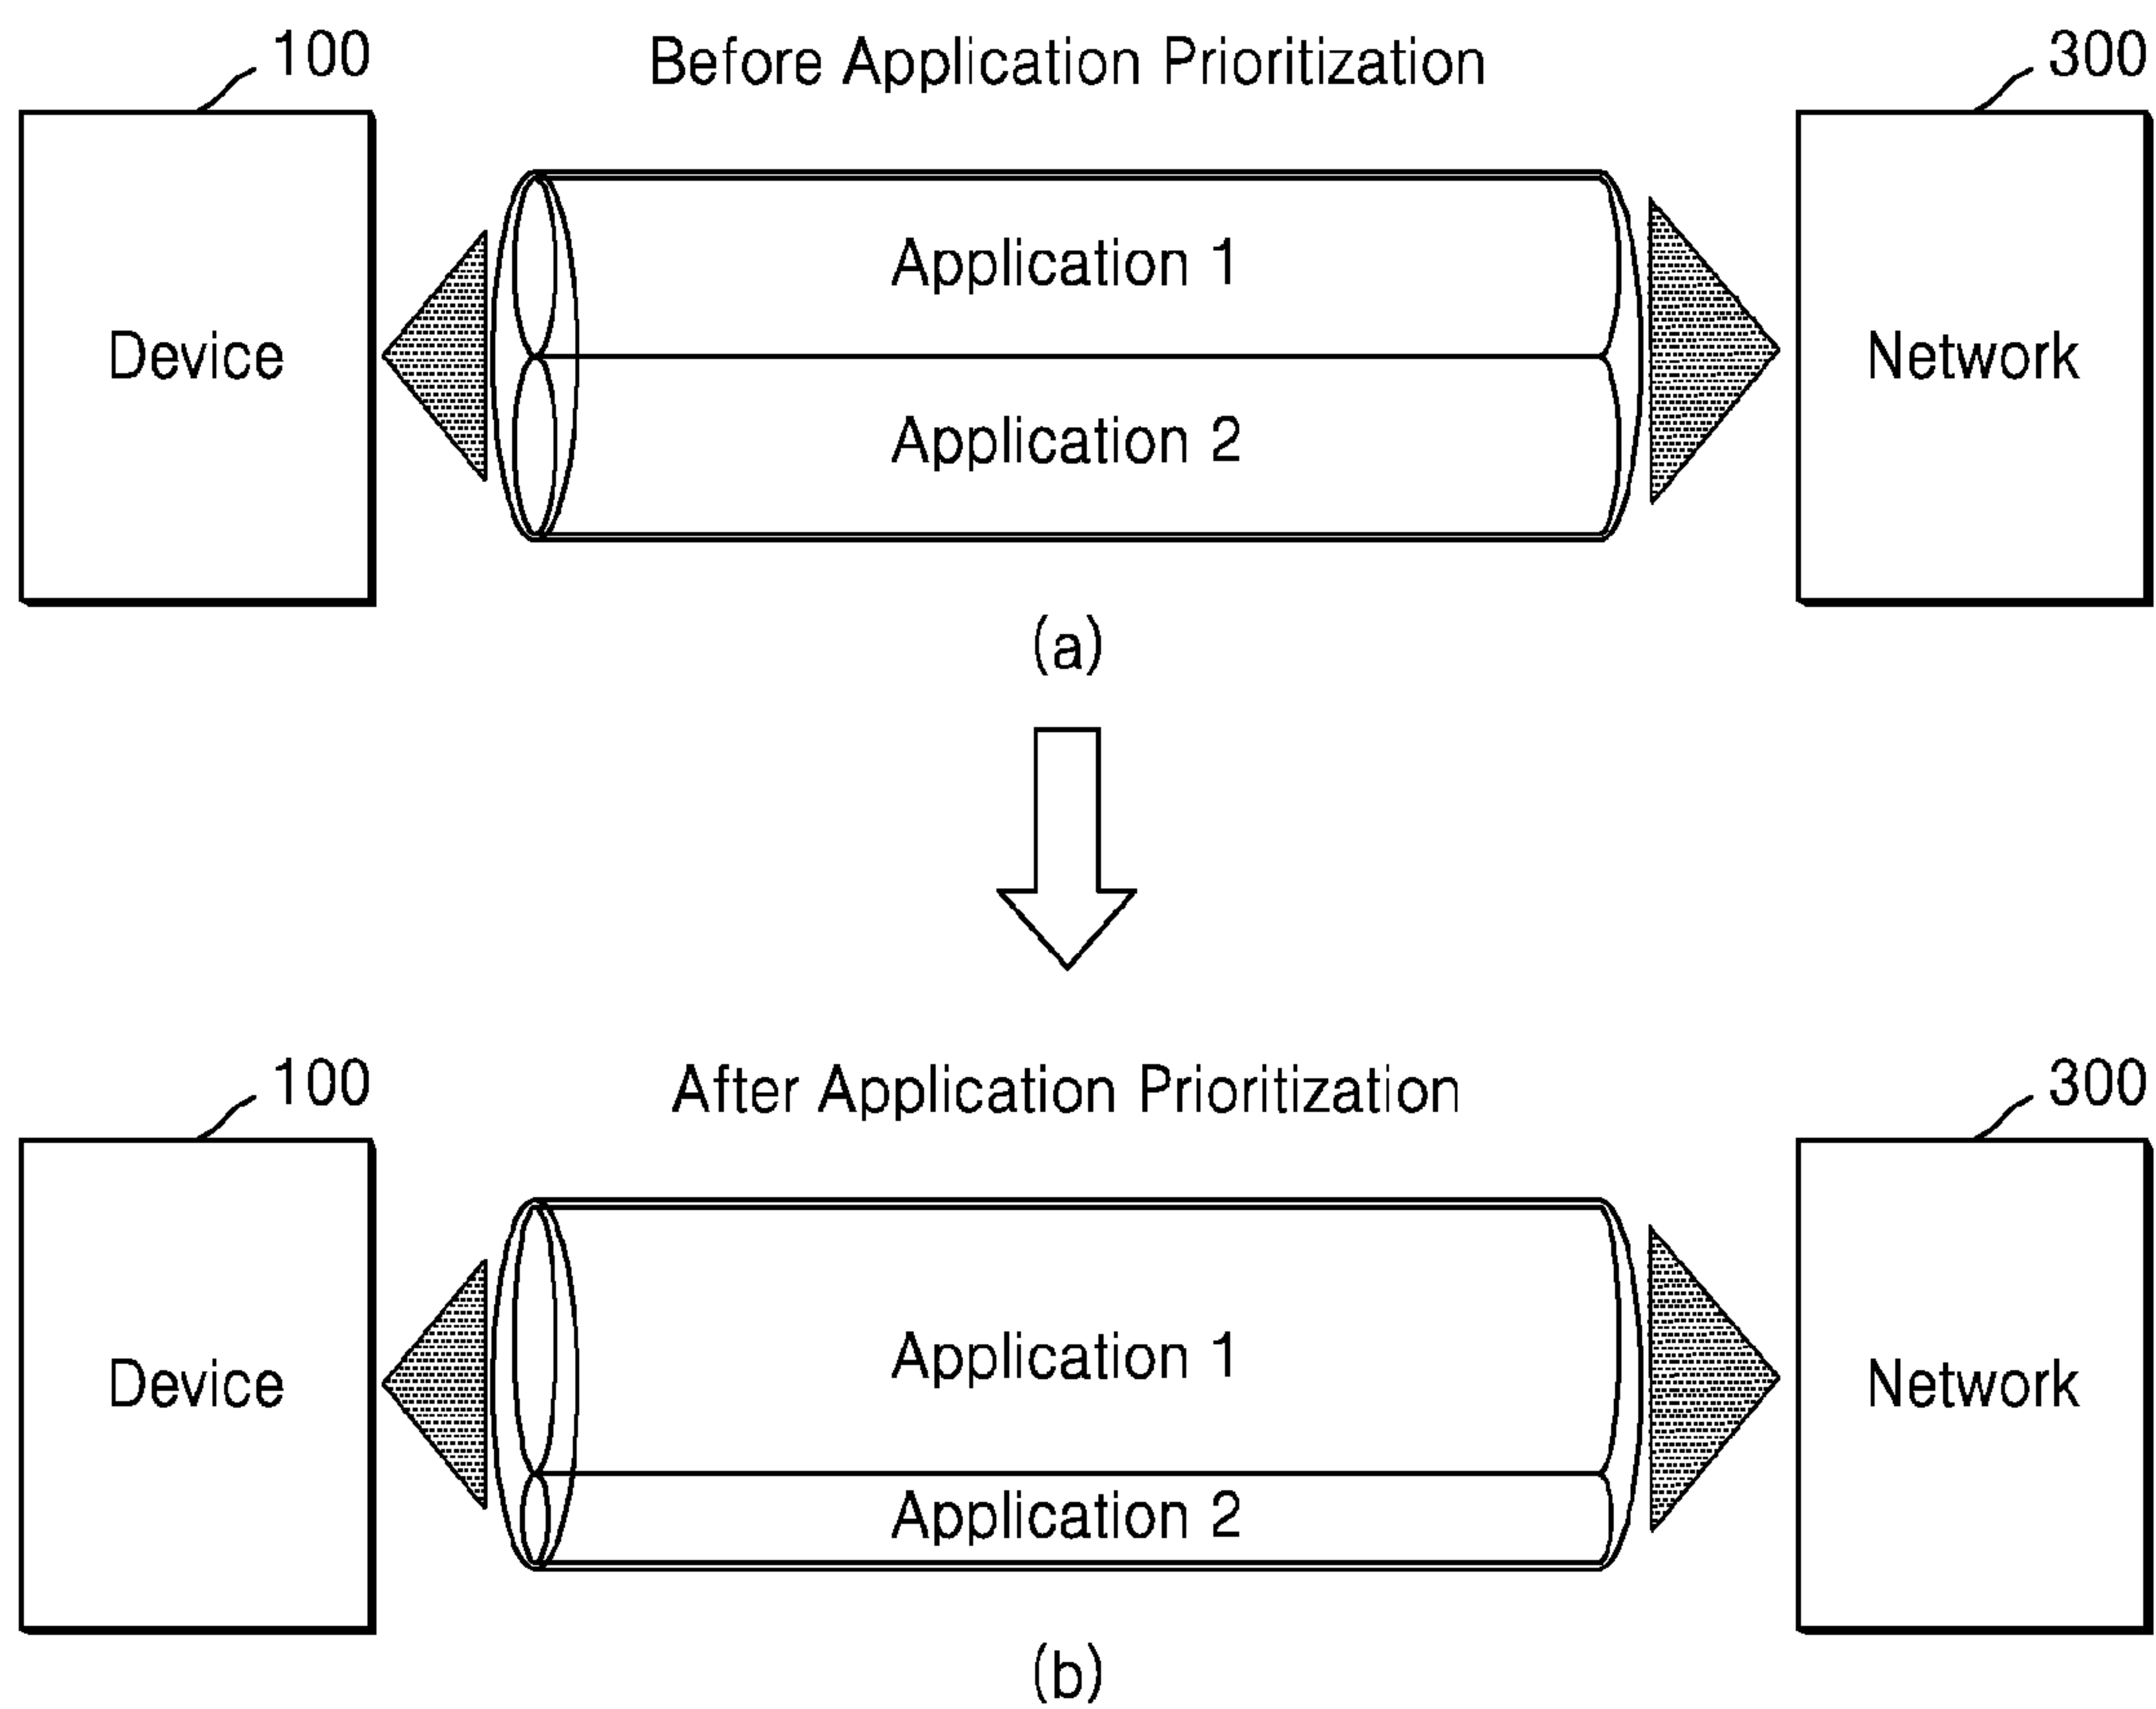 100
Before Application Prioritization
300
Application 1
Device
Network
Application 2
(a)
100
After Application Prioritization
300
Application 1
Device
Network
Application 2
(b)